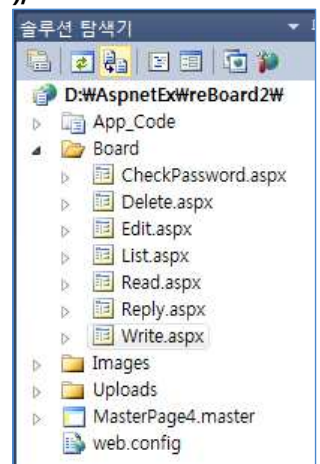 솔루션 탐색기
D:\AspnetEx\reBoard2\
App_Code
Board
CheckPassword.aspx
Delete.aspx
Edit.aspx
List.aspx
Read.aspx
Reply.aspx
Write.aspx
Images
Uploads
MasterPage4.master
web.config